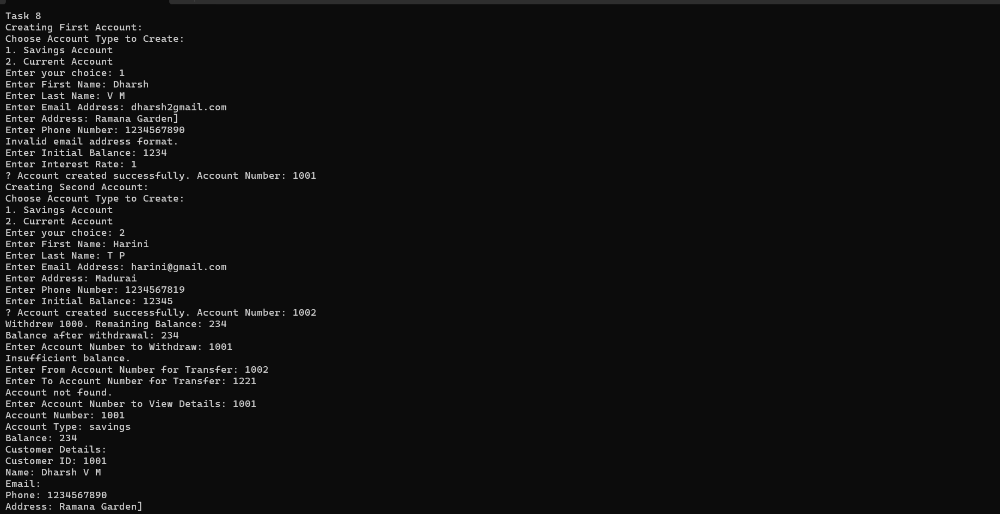 Task 8
Creating First Account:
Choose Account Type to Create:
1. Savings Account
2. Current Account
Enter your choice: 1
Enter First Name: Dharsh
Enter Last Name: V M
Enter Email Address: dharsh2gmail.com
Enter Address: Ramana Garden]
Enter Phone Number: 1234567890
Invalid email address format.
Enter Initial Balance: 1234
Enter Interest Rate: 1
? Account created successfully. Account Number: 1001
Creating Second Account:
Choose Account Type to Create:
1. Savings Account
2. Current Account
Enter your choice: 2
Enter First Name: Harini
Enter Last Name: T P
Enter Email Address: harini@gmail.com
Enter Address: Madurai
Enter Phone Number: 1234567819
Enter Initial Balance: 12345
? Account created successfully. Account Number: 1002
Withdrew 1000. Remaining Balance: 234
Balance after withdrawal: 234
Enter Account Number to Withdraw: 1001
Insufficient balance.
Enter From Account Number for Transfer: 1002
Enter To Account Number for Transfer: 1221
Account not found.
Enter Account Number to View Details: 1001
Account Number: 1001
Account Type: savings
Balance: 234
Customer Details:
Customer ID: 1001
Name: Dharsh V M
Email:
Phone: 1234567890
Address: Ramana Garden]